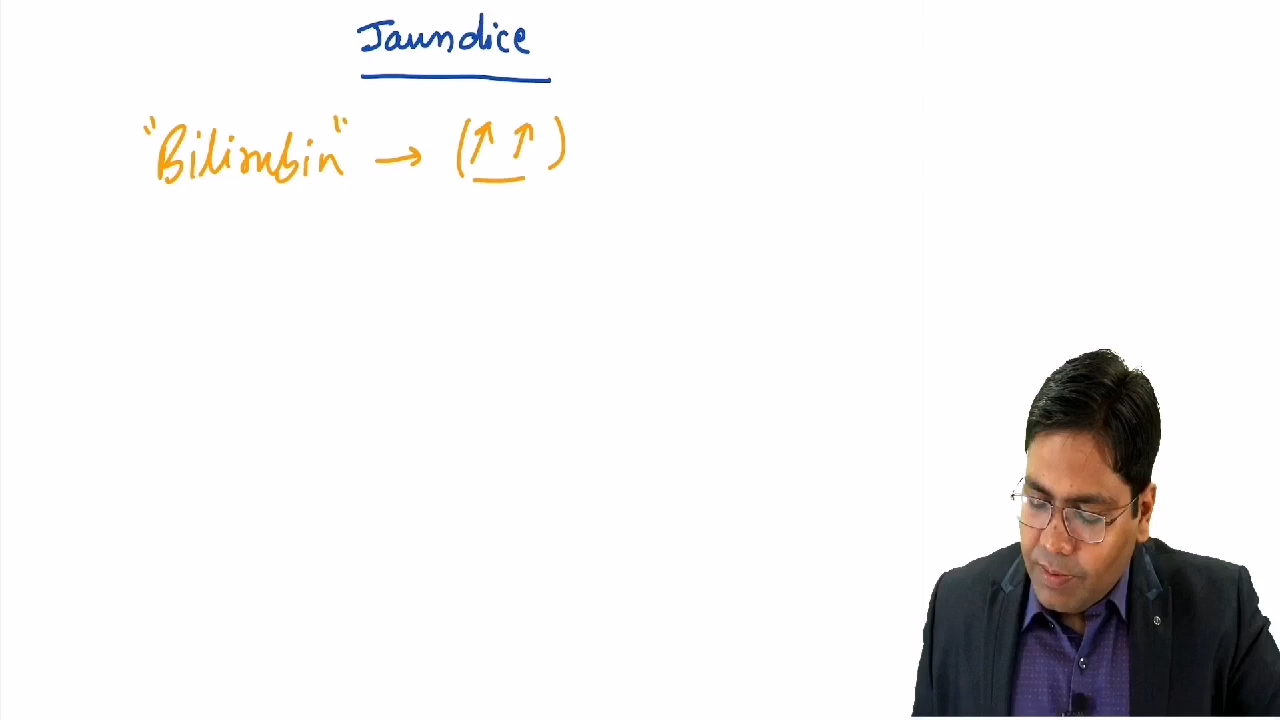 Jaundice
"Bilirubin" → (↑ ↑)